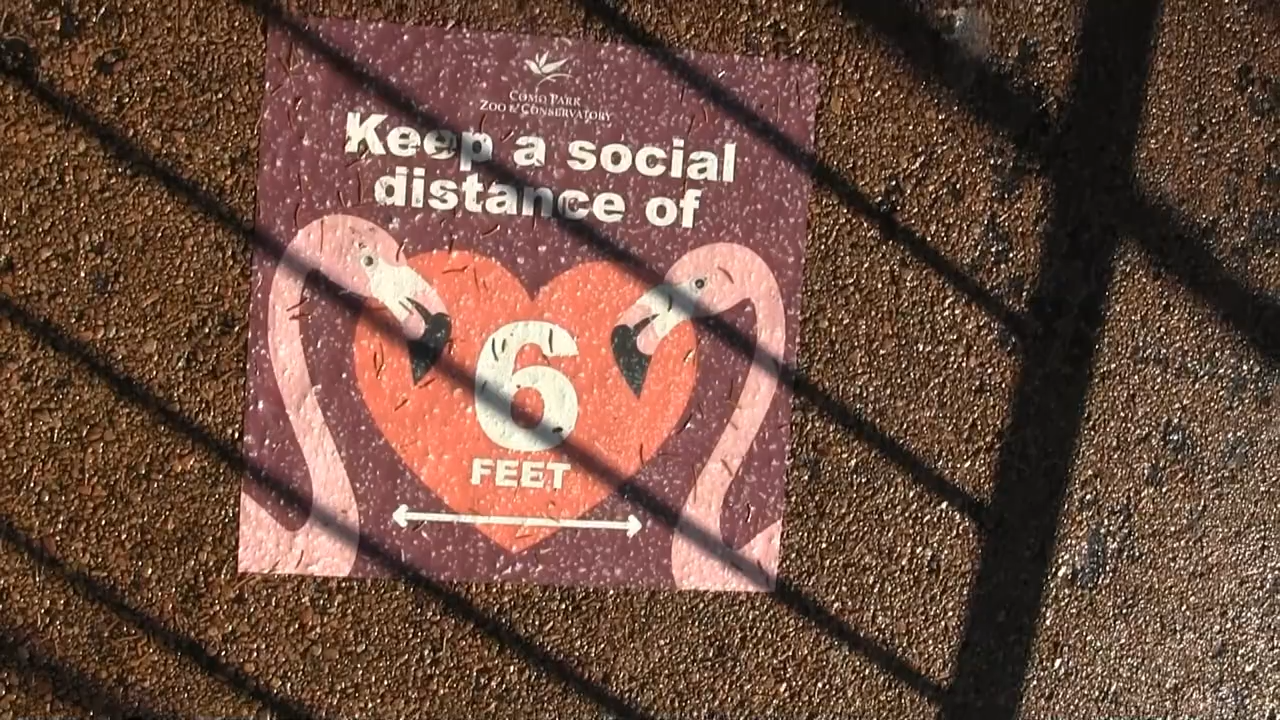 Como Park
Zoo & Conservatory
Keep a social
distance of
6
FEET